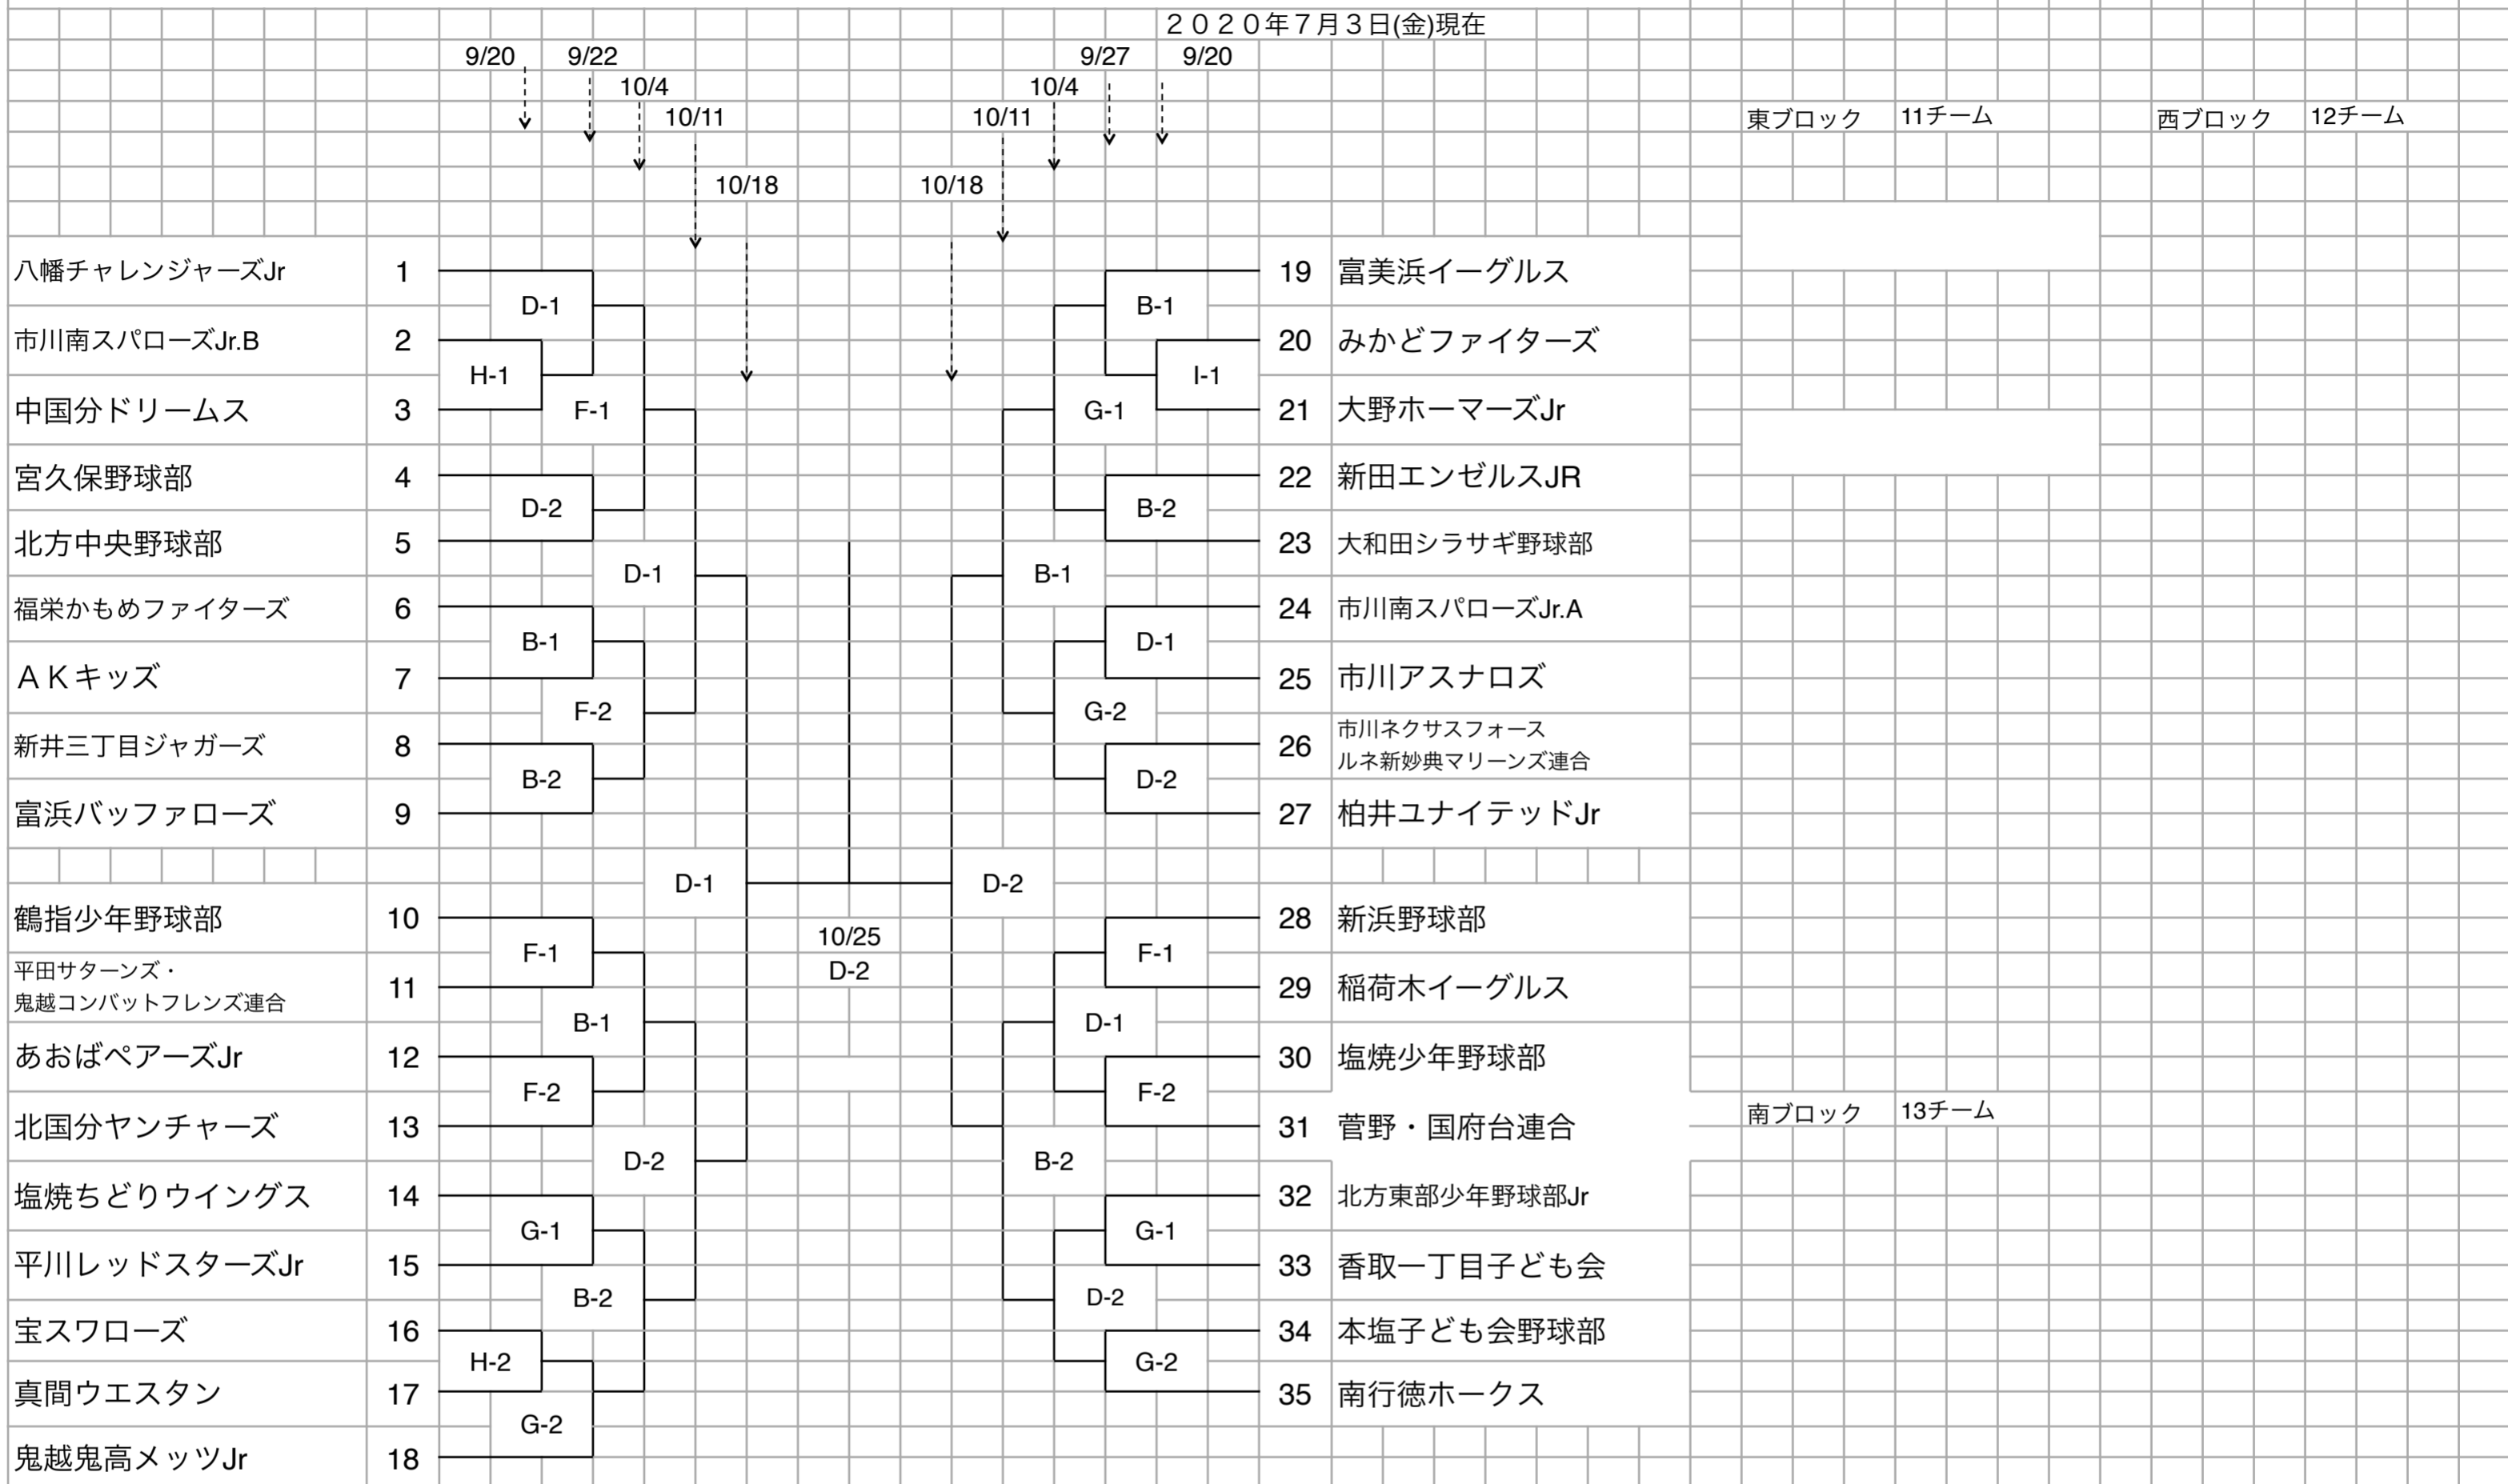 ２０２０年７月３日(金)現在
9/20
9/22
9/27
9/20
10/4
10/4
10/11
10/11
東ブロック 11チーム
西ブロック 12チーム
10/18
10/18
八幡チャレンジャーズJr 1
D-1
市川南スパローズJr.B 2
H-1
中国分ドリームス 3
F-1
宮久保野球部 4
D-2
北方中央野球部 5
D-1
福栄かもめファイターズ 6
B-1
ＡＫキッズ 7
F-2
新井三丁目ジャガーズ 8
B-2
富浜バッファローズ 9
D-1
鶴指少年野球部 10
F-1
平田サターンズ・
鬼越コンバットフレンズ連合 11
B-1
あおばペアーズJr 12
F-2
北国分ヤンチャーズ 13
D-2
塩焼ちどりウイングス 14
G-1
平川レッドスターズJr 15
B-2
宝スワローズ 16
H-2
真間ウエスタン 17
G-2
鬼越鬼高メッツJr 18
10/25
D-2
19 富美浜イーグルス
B-1
20 みかどファイターズ
I-1
21 大野ホーマーズJr
G-1
22 新田エンゼルスJR
B-2
23 大和田シラサギ野球部
B-1
24 市川南スパローズJr.A
D-1
25 市川アスナロズ
G-2
26 市川ネクサスフォース
ルネ新妙典マリーンズ連合
D-2
27 柏井ユナイテッドJr
D-2
28 新浜野球部
F-1
29 稲荷木イーグルス
D-1
30 塩焼少年野球部
F-2
31 菅野・国府台連合
南ブロック 13チーム
B-2
32 北方東部少年野球部Jr
G-1
33 香取一丁目子ども会
D-2
34 本塩子ども会野球部
G-2
35 南行徳ホークス